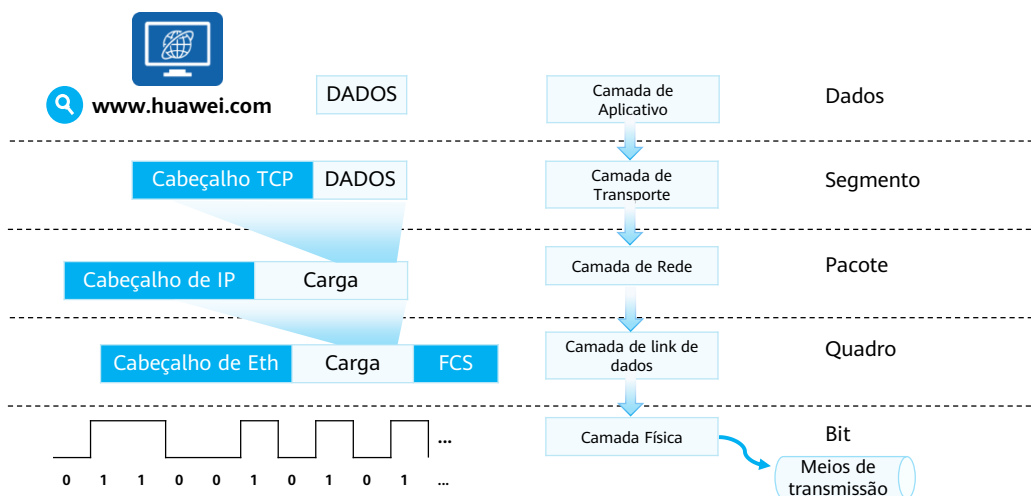 www.huawei.com
DADOS
Camada de
Aplicativo
Dados
Cabeçalho TCP
DADOS
Camada de
Transporte
Segmento
Cabeçalho de IP
Carga
Camada de Rede
Pacote
Cabeçalho de Eth
Carga
FCS
Camada de link de
dados
Quadro
...
Camada Física
Bit
0 1 1 0 0 1 0 1 0 1 ...
Meios de
transmissão